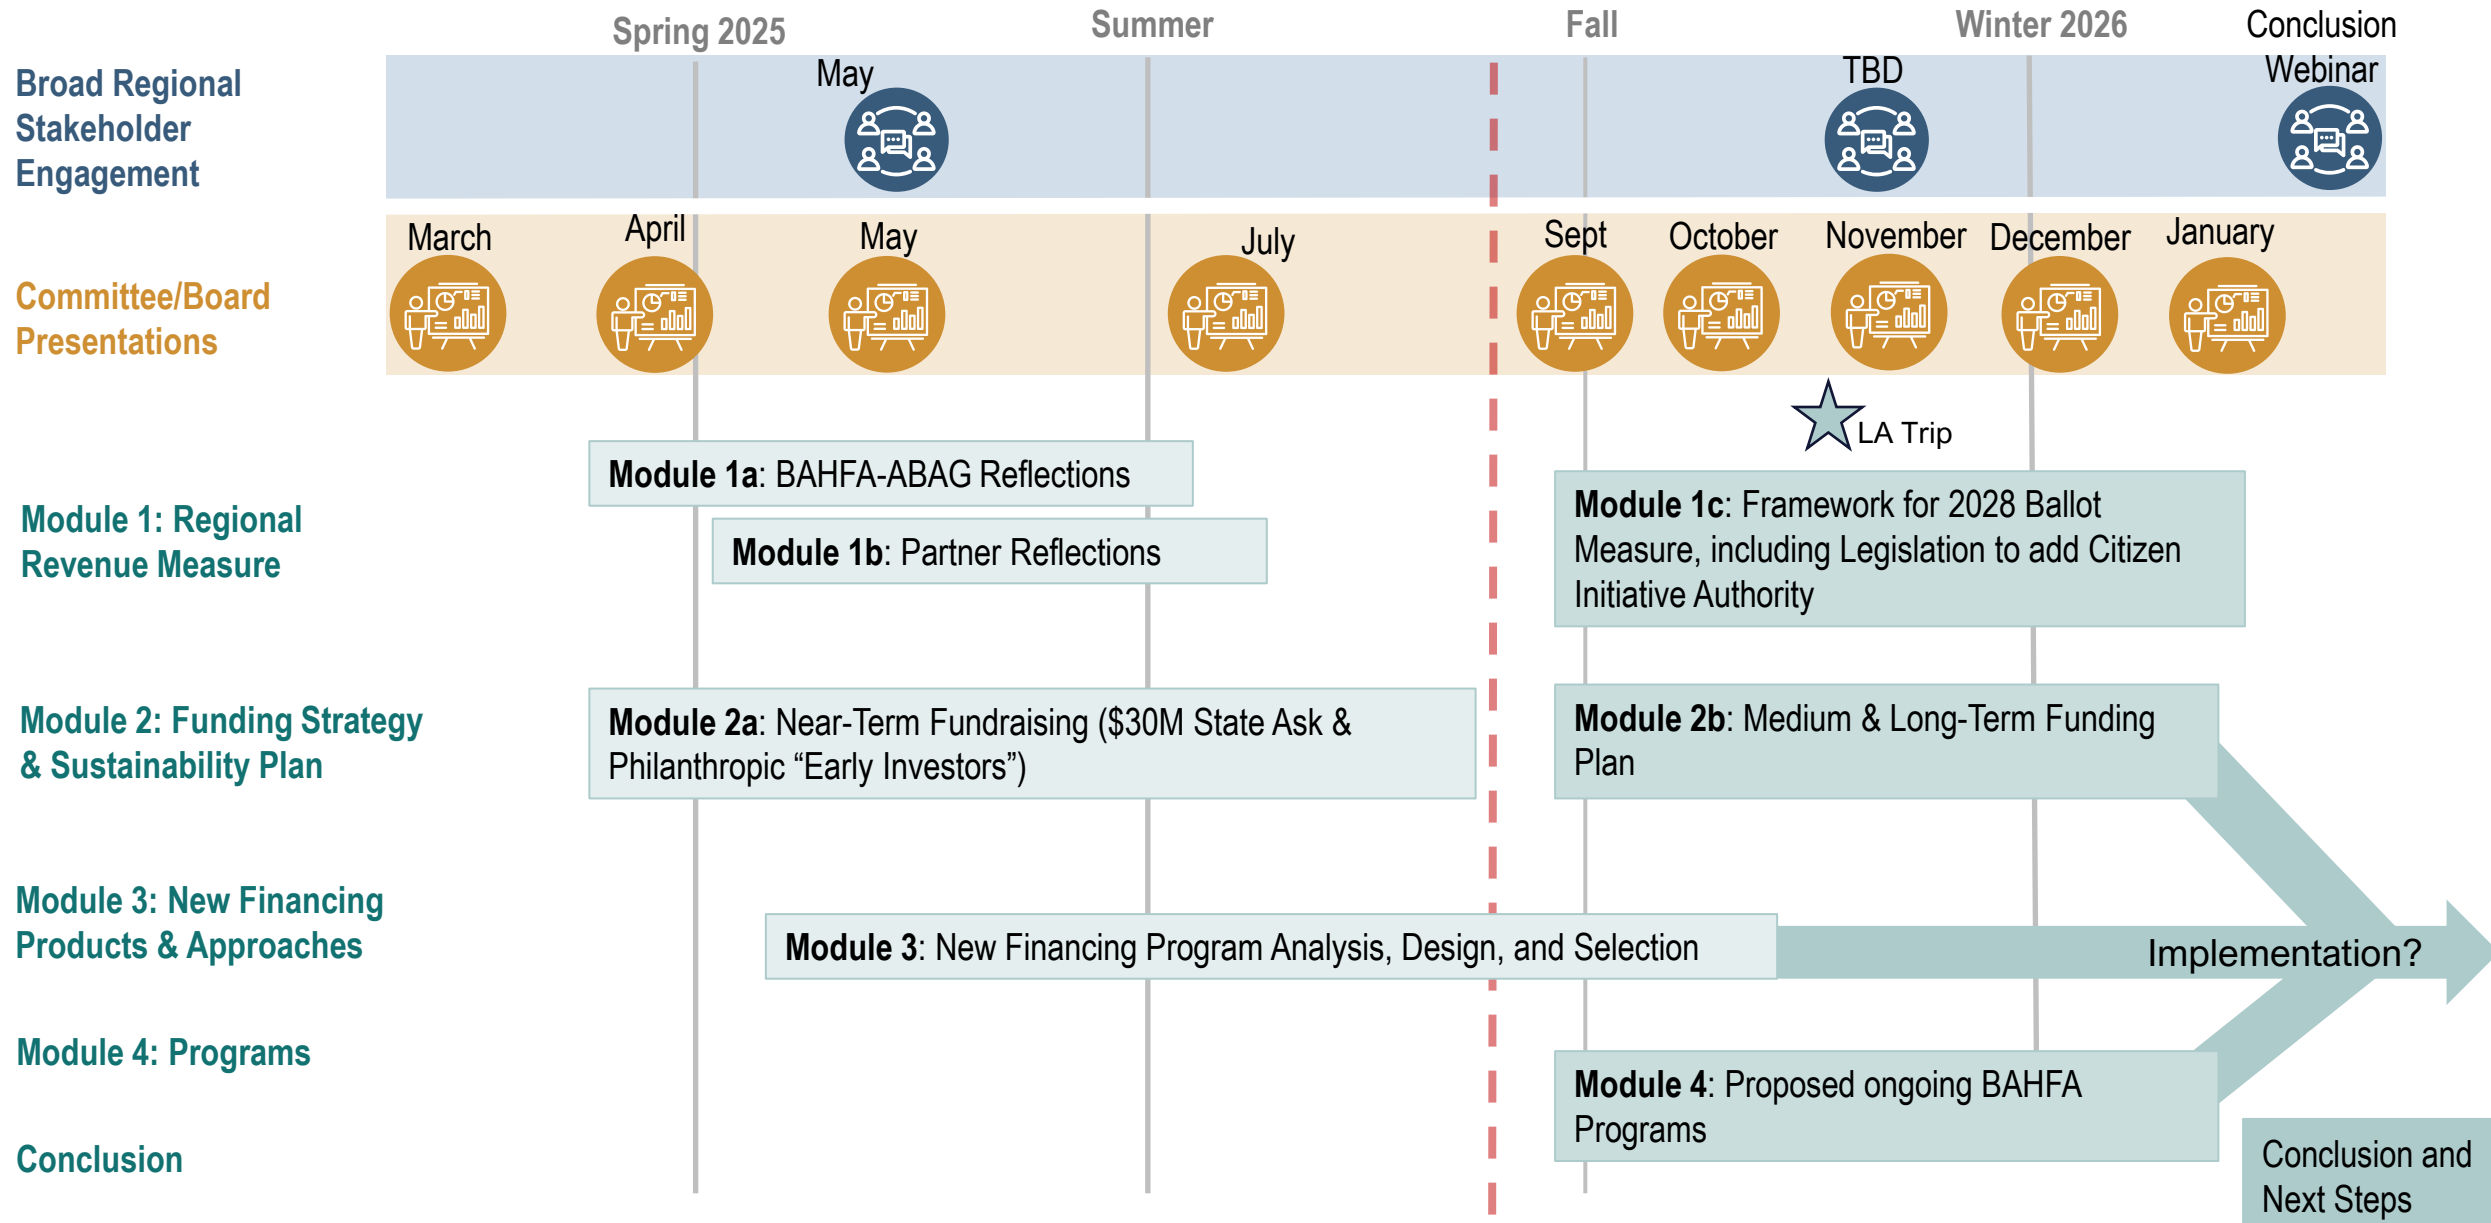 Spring 2025
Summer
Fall
Winter 2026
Conclusion
Webinar
Broad Regional
Stakeholder
Engagement
May
TBD
Committee/Board
Presentations
March
April
May
July
Sept
October
November
December
January
LA Trip
Module 1: Regional
Revenue Measure
Module 1a: BAHFA-ABAG Reflections
Module 1b: Partner Reflections
Module 1c: Framework for 2028 Ballot
Measure, including Legislation to add Citizen
Initiative Authority
Module 2: Funding Strategy
& Sustainability Plan
Module 2a: Near-Term Fundraising ($30M State Ask &
Philanthropic “Early Investors”)
Module 2b: Medium & Long-Term Funding
Plan
Module 3: New Financing
Products & Approaches
Module 3: New Financing Program Analysis, Design, and Selection
Implementation?
Module 4: Programs
Module 4: Proposed ongoing BAHFA
Programs
Conclusion
Conclusion and
Next Steps